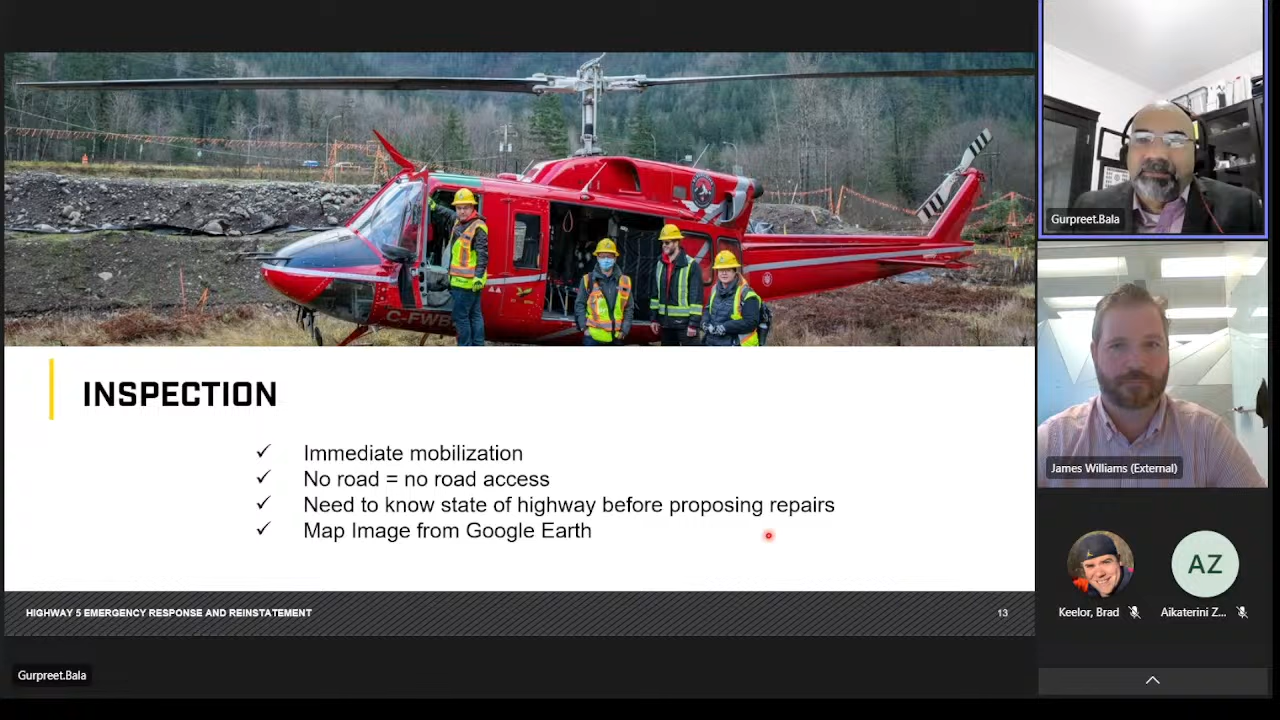 C-FWB
INSPECTION
✓ Immediate mobilization
✓ No road = no road access
✓ Need to know state of highway before proposing repairs
✓ Map Image from Google Earth
HIGHWAY 5 EMERGENCY RESPONSE AND REINSTATEMENT
13
Gurpreet.Bala
Gurpreet.Bala
James Williams (External)
AZ
Keelor, Brad
Aikaterini Z...